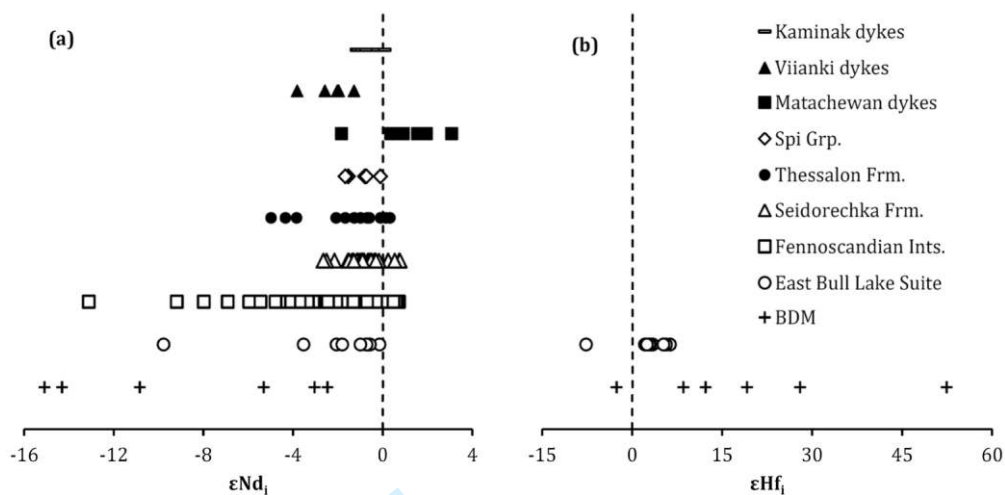 (a)
(b)
Kaminak dykes
Viianki dykes
Matachewan dykes
Spi Grp.
Thessalon Frm.
Seidorechka Frm.
Fennoscandian Ints.
East Bull Lake Suite
BDM
-16 -12 -8 -4 0 4
-15 0 15 30 45 60
εNdᵢ
εHfᵢ